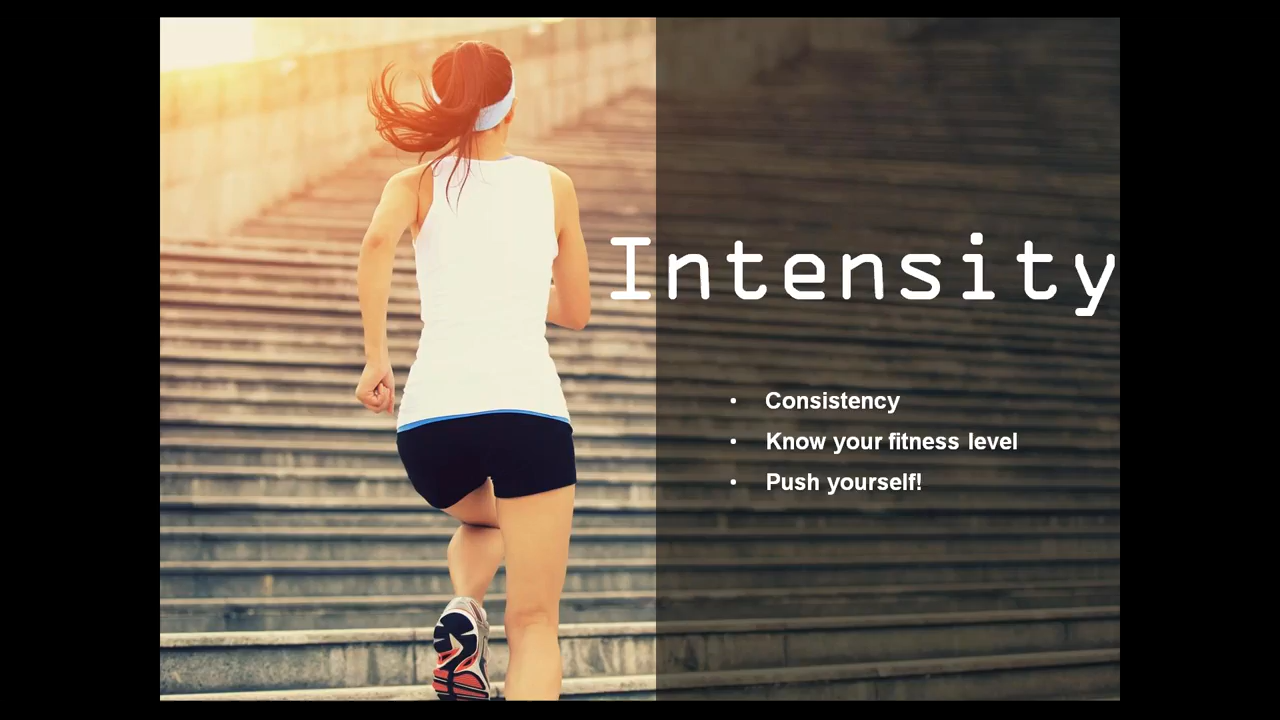 Intensity
• Consistency
• Know your fitness level
• Push yourself!